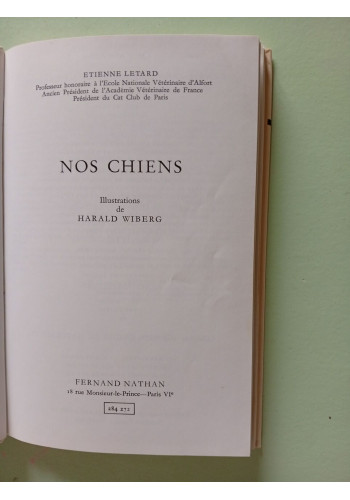 ETIENNE LETARD
Professeur honoraire à l'Ecole Nationale Vétérinaire d'Alfort
Ancien Président de l'Académie Vétérinaire de France
Président du Cat Club de Paris
NOS CHIENS
Illustrations
de
HARALD WIBERG
FERNAND NATHAN
18 rue Monsieur-le-Prince—Paris VIᵉ
284 271